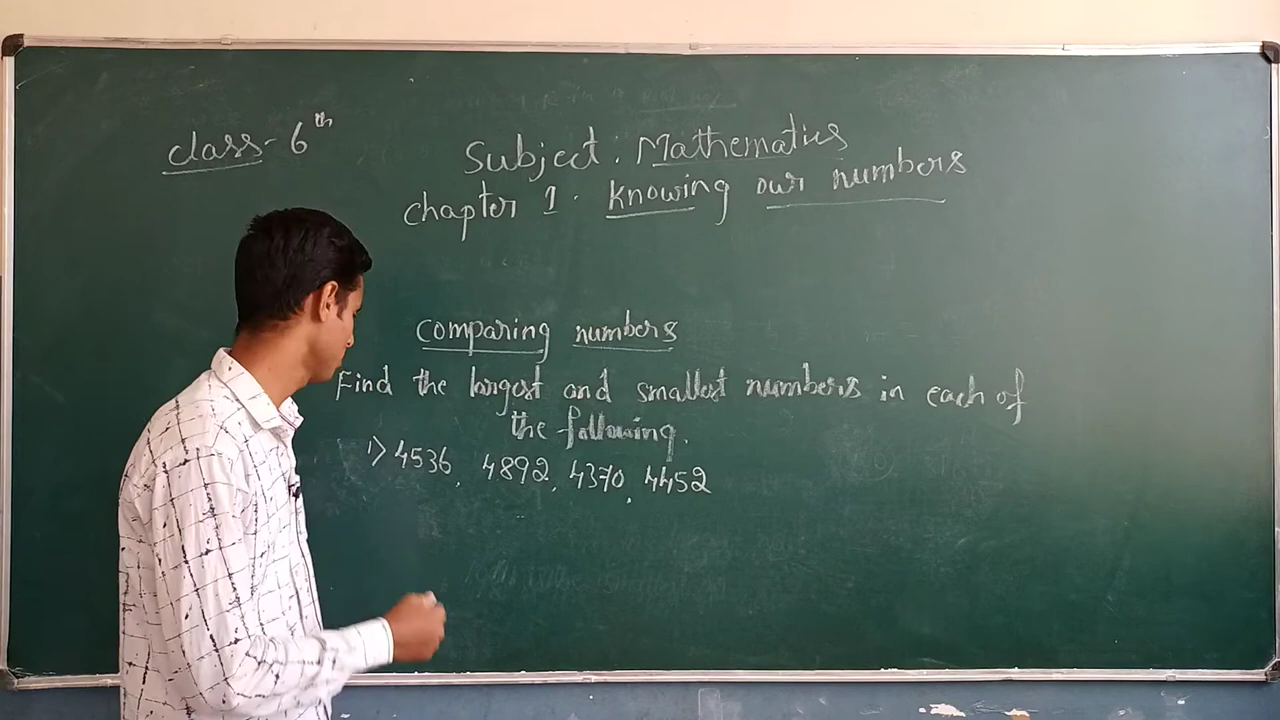 class- 6th
Subject. Mathematics
chapter 1. Knowing our numbers
comparing numbers
Find the largest and smallest numbers in each of
the following.
1) 4536, 4892, 4370, 4452